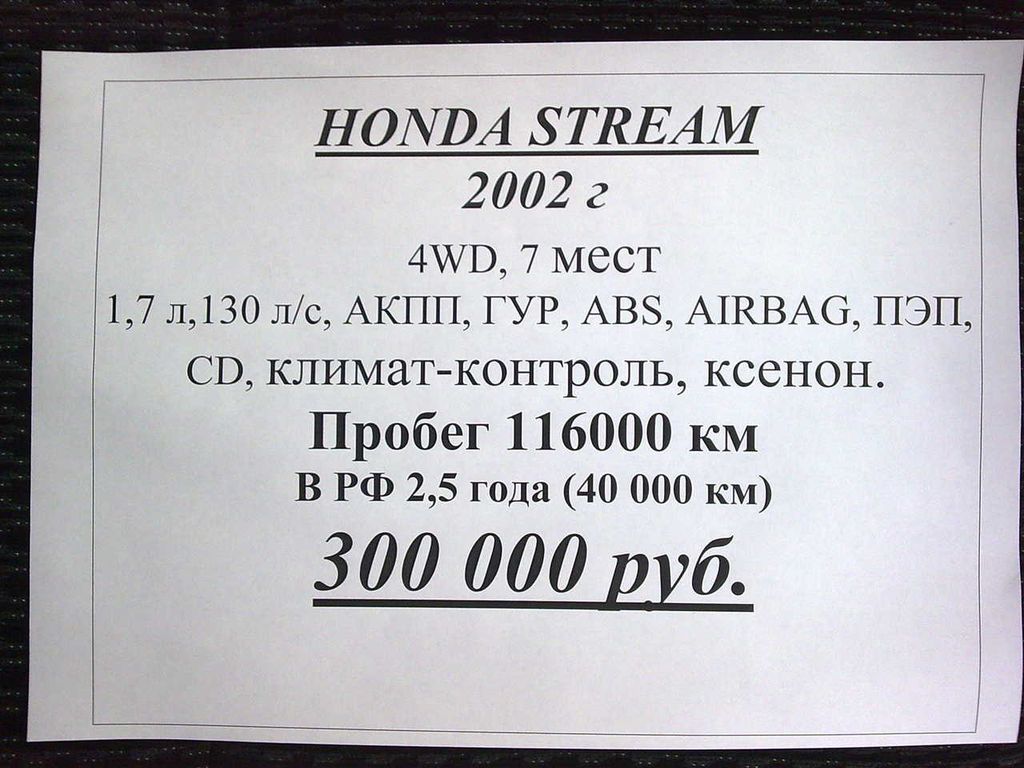 HONDA STREAM
2002 г
4WD, 7 мест
1,7 л,130 л/с, АКПП, ГУР, ABS, AIRBAG, ПЭП,
CD, климат-контроль, ксенон.
Пробег 116000 км
В РФ 2,5 года (40 000 км)
300 000 руб.